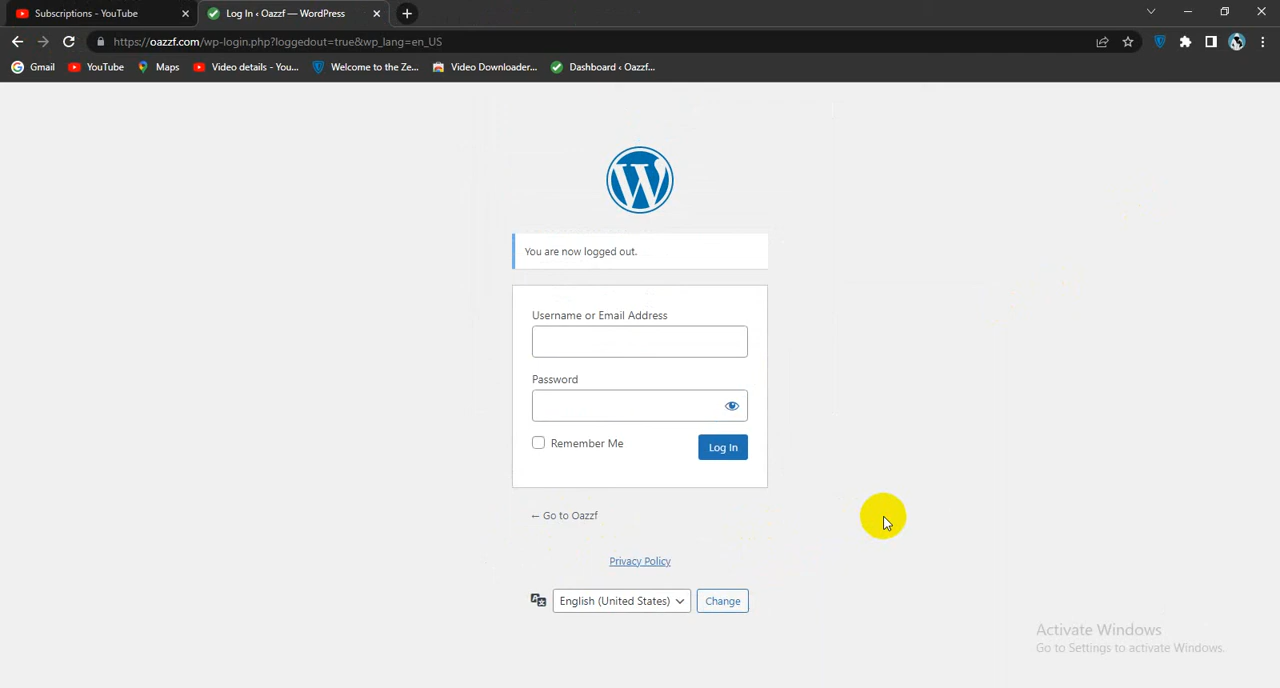 Subscriptions - YouTube
Log In ‹ Oazzf — WordPress
https://oazzf.com/wp-login.php?loggedout=true&wp_lang=en_US
Gmail
YouTube
Maps
Video details - You...
Welcome to the Ze...
Video Downloader...
Dashboard ‹ Oazzf...
You are now logged out.
Username or Email Address
Password
Remember Me
Log In
← Go to Oazzf
Privacy Policy
English (United States)
Change
Activate Windows
Go to Settings to activate Windows.